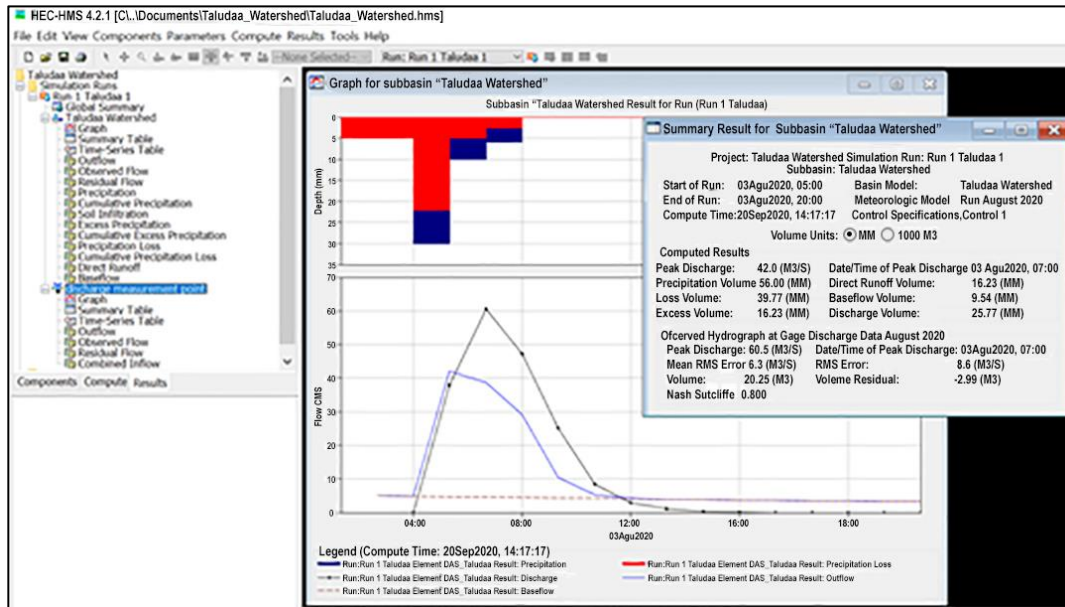 HEC-HMS 4.2.1 [C\..\Documents\Taludaa_Watershed\Taludaa_Watershed.hms]
File Edit View Components Parameters Compute Results Tools Help
--None Selected-- Run: Run 1 Taludaa 1
Taludaa Watershed
Simulation Runs
Run 1 Taludaa 1
Global Summary
Taludaa Watershed
Graph
Summary Table
Time-Series Table
Outflow
Observed Flow
Residual Flow
Precipitation
Cumulative Precipitation
Soil Infiltration
Excess Precipitation
Cumulative Excess Precipitation
Precipitation Loss
Cumulative Precipitation Loss
Direct Runoff
Baseflow
discharge measurement point
Graph
Summary Table
Time-Series Table
Outflow
Observed Flow
Residual Flow
Combined Inflow
Components Compute Results
Graph for subbasin “Taludaa Watershed”
Subbasin "Taludaa Watershed Result for Run (Run 1 Taludaa)
Depth (mm)
0
5
10
15
20
25
30
35
Flow CMS
70
60
50
40
30
20
10
0
04:00 08:00 12:00 16:00 18:00
03Agu2020
Legend (Compute Time: 20Sep2020, 14:17:17)
Run:Run 1 Taludaa Element DAS_Taludaa Result: Precipitation
Run:Run 1 Taludaa Element DAS_Taludaa Result: Precipitation Loss
Run:Run 1 Taludaa Element DAS_Taludaa Result: Discharge
Run:Run 1 Taludaa Element DAS_Taludaa Result: Outflow
Run:Run 1 Taludaa Element DAS_Taludaa Result: Baseflow
Summary Result for Subbasin “Taludaa Watershed”
Project: Taludaa Watershed Simulation Run: Run 1 Taludaa 1
Subbasin: Taludaa Watershed
Start of Run: 03Agu2020, 05:00 Basin Model: Taludaa Watershed
End of Run: 03Agu2020, 20:00 Meteorologic Model Run August 2020
Compute Time:20Sep2020, 14:17:17 Control Specifications,Control 1
Volume Units: MM 1000 M3
Computed Results
Peak Discharge: 42.0 (M3/S) Date/Time of Peak Discharge 03 Agu2020, 07:00
Precipitation Volume 56.00 (MM) Direct Runoff Volume: 16.23 (MM)
Loss Volume: 39.77 (MM) Baseflow Volume: 9.54 (MM)
Excess Volume: 16.23 (MM) Discharge Volume: 25.77 (MM)
Ofcerved Hydrograph at Gage Discharge Data August 2020
Peak Discharge: 60.5 (M3/S) Date/Time of Peak Discharge: 03Agu2020, 07:00
Mean RMS Error 6.3 (M3/S) RMS Error: 8.6 (M3/S)
Volume: 20.25 (M3) Voleme Residual: -2.99 (M3)
Nash Sutcliffe 0.800